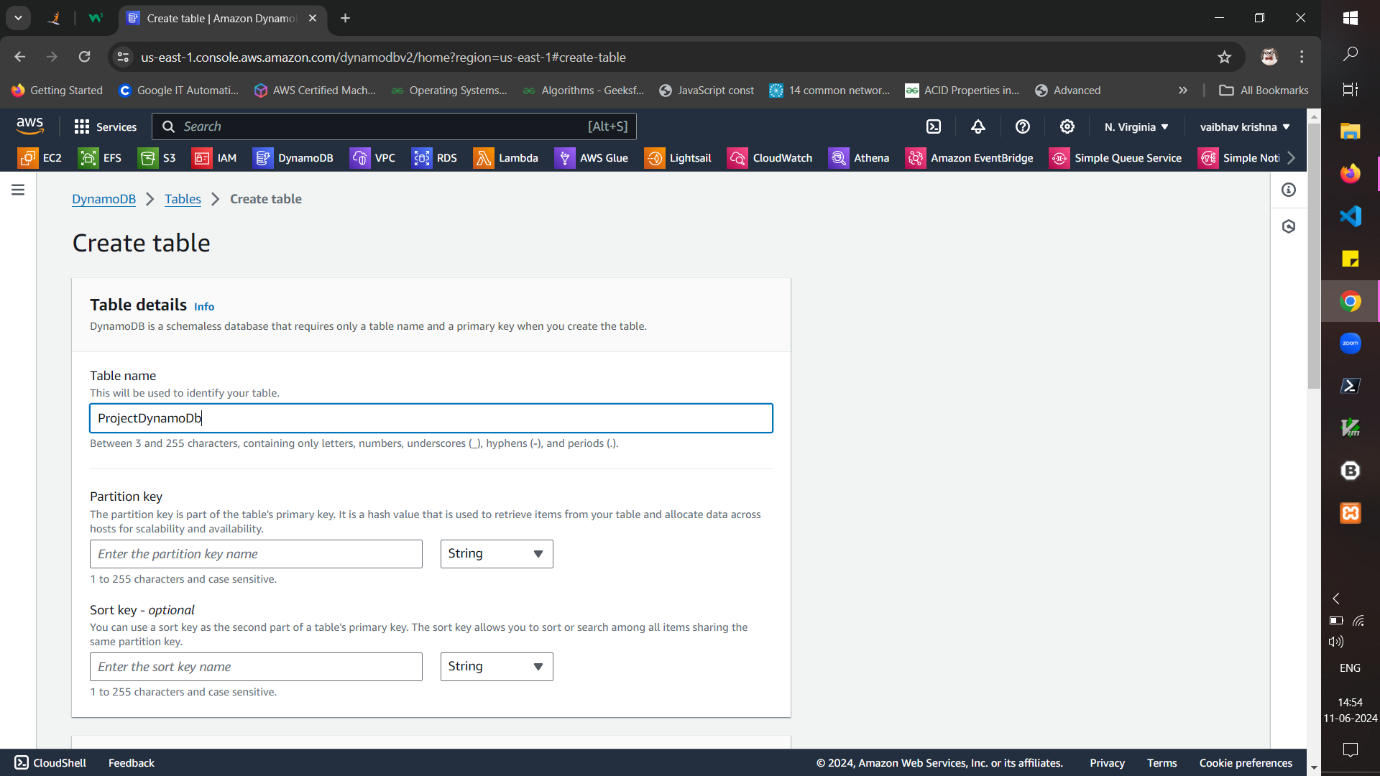 Create table | Amazon Dynamo
us-east-1.console.aws.amazon.com/dynamodbv2/home?region=us-east-1#create-table
Getting Started Google IT Automati... AWS Certified Mach... Operating Systems... Algorithms - Geeksf... JavaScript const 14 common networ... ACID Properties in... Advanced » All Bookmarks
aws Services Search [Alt+S] N. Virginia vaibhav krishna
EC2 EFS S3 IAM DynamoDB VPC RDS Lambda AWS Glue Lightsail CloudWatch Athena Amazon EventBridge Simple Queue Service Simple Noti
DynamoDB Tables Create table
Create table
Table details Info
DynamoDB is a schemaless database that requires only a table name and a primary key when you create the table.
Table name
This will be used to identify your table.
ProjectDynamoDb
Between 3 and 255 characters, containing only letters, numbers, underscores (_), hyphens (-), and periods (.).
Partition key
The partition key is part of the table's primary key. It is a hash value that is used to retrieve items from your table and allocate data across
hosts for scalability and availability.
Enter the partition key name String
1 to 255 characters and case sensitive.
Sort key - optional
You can use a sort key as the second part of a table's primary key. The sort key allows you to sort or search among all items sharing the
same partition key.
Enter the sort key name String
1 to 255 characters and case sensitive.
CloudShell Feedback © 2024, Amazon Web Services, Inc. or its affiliates. Privacy Terms Cookie preferences
zoom
ENG
14:54
11-06-2024